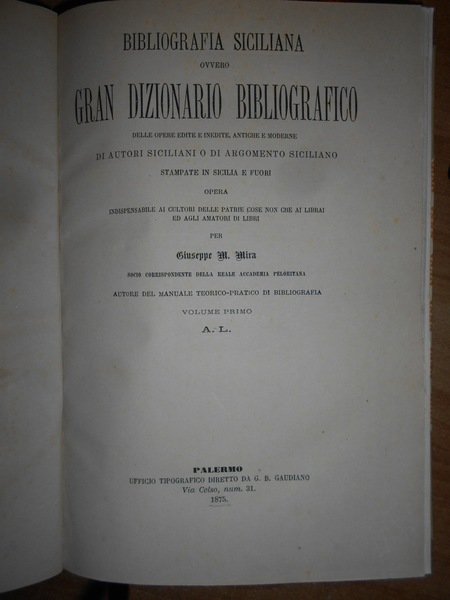 BIBLIOGRAFIA SICILIANA
OVVERO
GRAN DIZIONARIO BIBLIOGRAFICO
DELLE OPERE EDITE E INEDITE, ANTICHE E MODERNE
DI AUTORI SICILIANI O DI ARGOMENTO SICILIANO
STAMPATE IN SICILIA E FUORI
OPERA
INDISPENSABILE AI CULTORI DELLE PATRIE COSE NON CHE AI LIBRAI
ED AGLI AMATORI DI LIBRI
PER
Giuseppe M. Mira
SOCIO CORRISPONDENTE DELLA REALE ACCADEMIA PELORITANA
AUTORE DEL MANUALE TEORICO-PRATICO DI BIBLIOGRAFIA
VOLUME PRIMO
A. L.
PALERMO
UFFICIO TIPOGRAFICO DIRETTO DA G. B. GAUDIANO
Via Celso, num. 31.
1875.